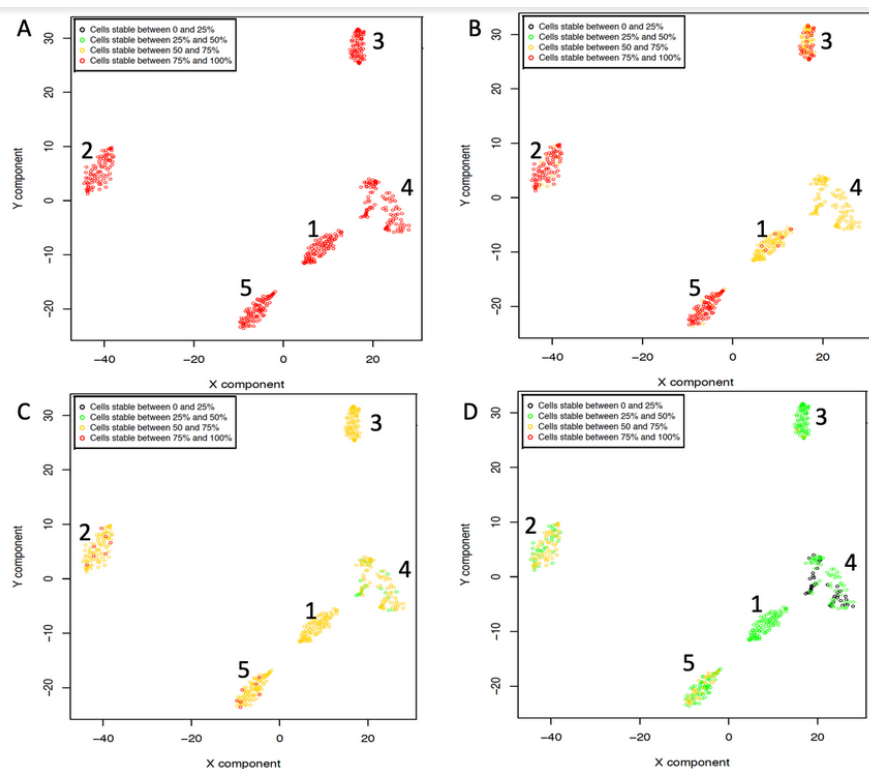 A
Cells stable between 0 and 25%
Cells stable between 25% and 50%
Cells stable between 50 and 75%
Cells stable between 75% and 100%
30
20
10
0
−10
−20
Y component
−40
−20
0
20
X component
3
2
4
1
5
B
Cells stable between 0 and 25%
Cells stable between 25% and 50%
Cells stable between 50 and 75%
Cells stable between 75% and 100%
30
20
10
0
−10
−20
Y component
−40
−20
0
20
X component
3
2
4
1
5
C
Cells stable between 0 and 25%
Cells stable between 25% and 50%
Cells stable between 50 and 75%
Cells stable between 75% and 100%
30
20
10
0
−10
−20
Y component
−40
−20
0
20
X component
3
2
4
1
5
D
Cells stable between 0 and 25%
Cells stable between 25% and 50%
Cells stable between 50 and 75%
Cells stable between 75% and 100%
30
20
10
0
−10
−20
Y component
−40
−20
0
20
X component
3
2
4
1
5